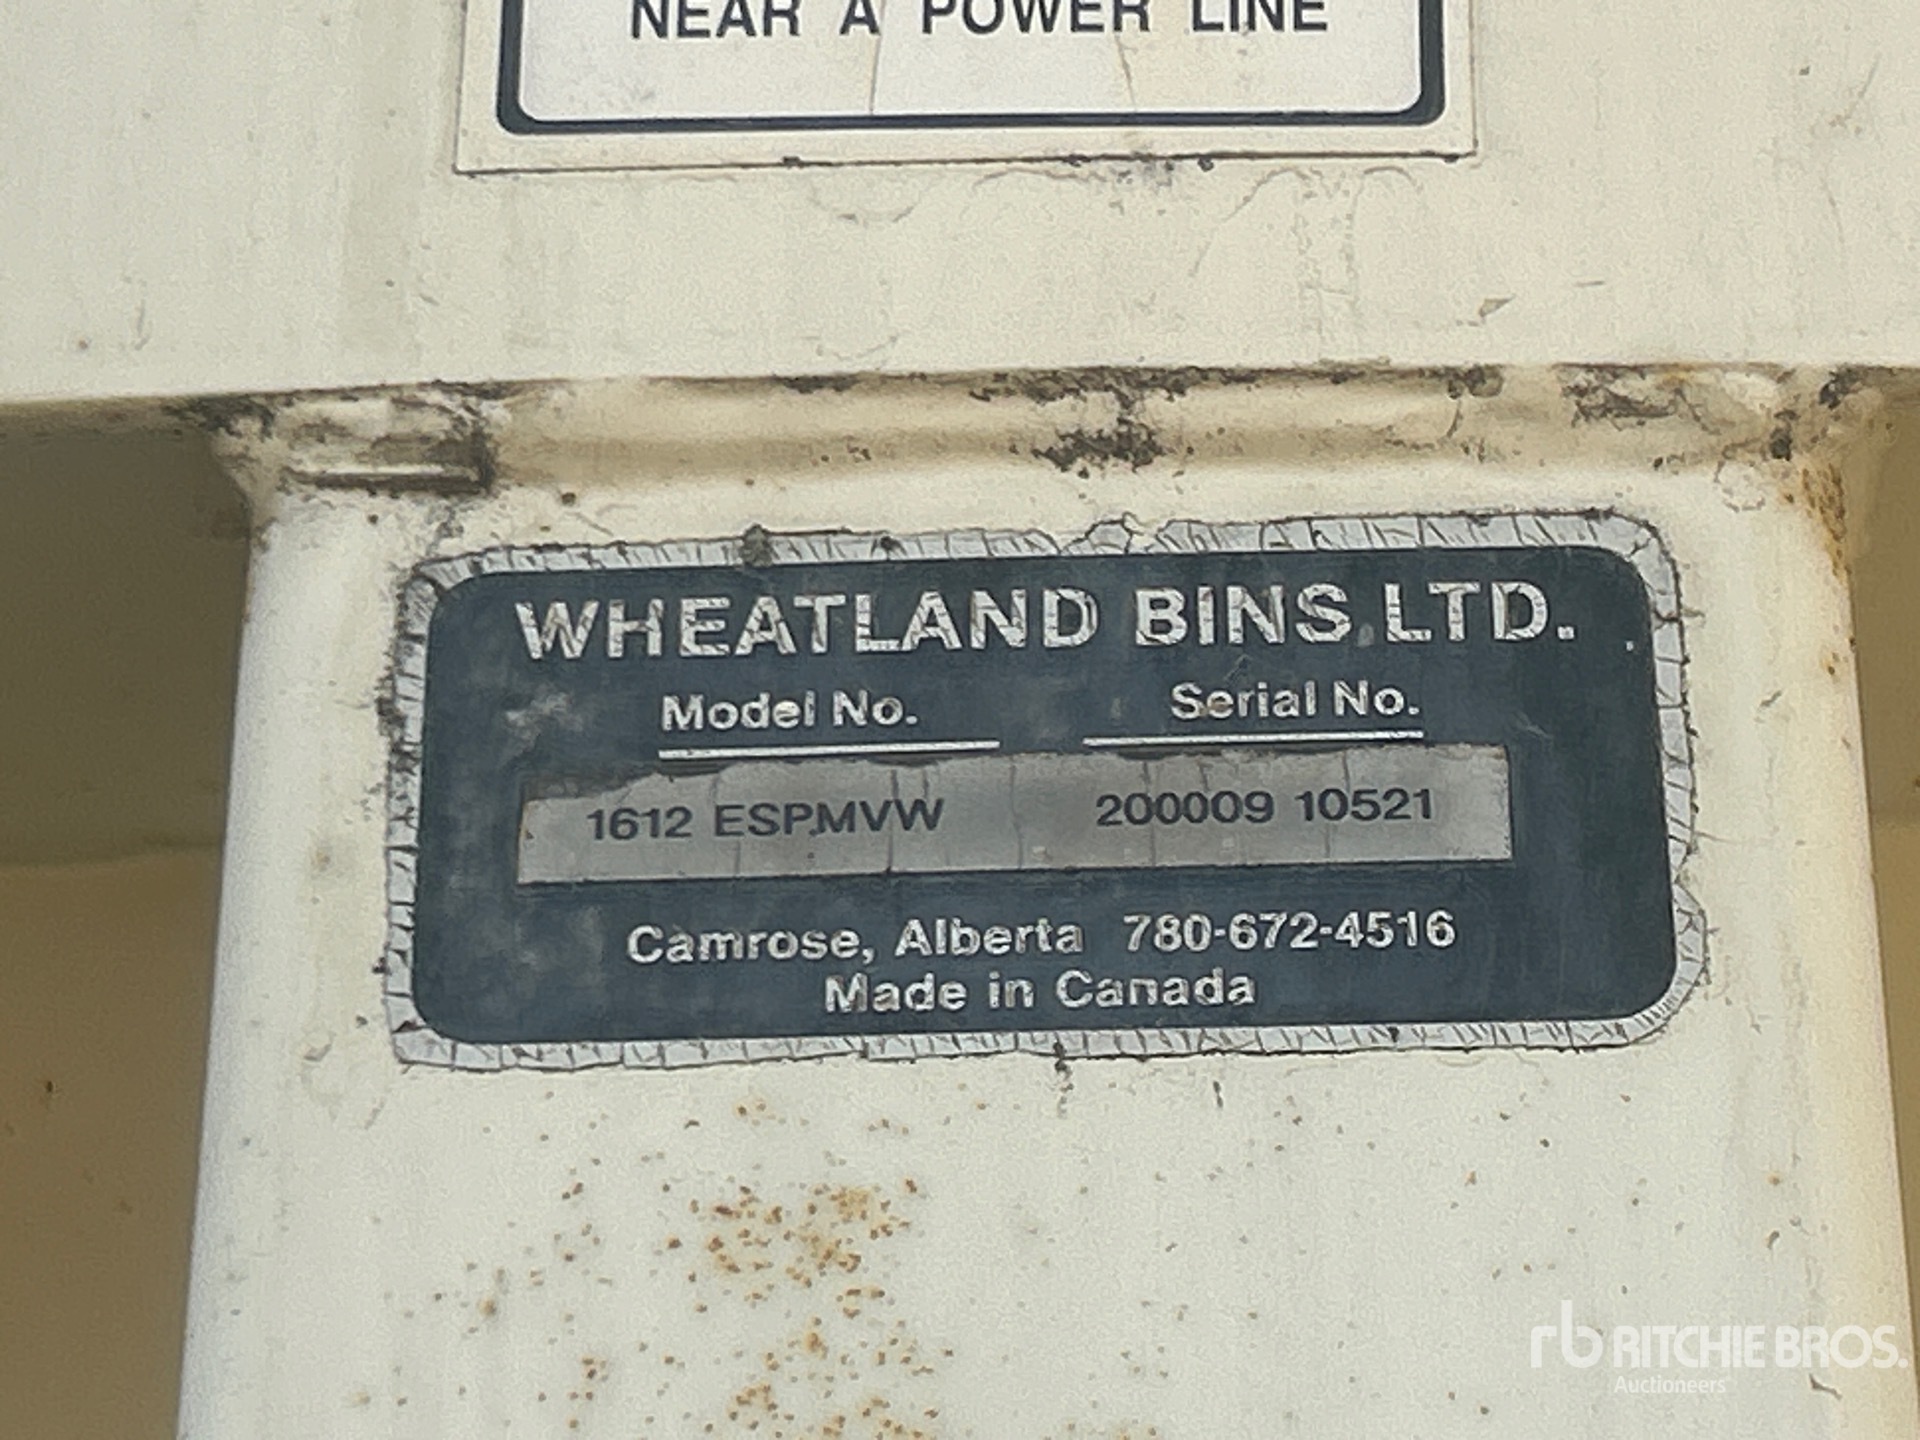 NEAR A POWER LINE
WHEATLAND BINS LTD.
Model No. Serial No.
1612 ESPMVW 200009 10521
Camrose, Alberta 780-672-4516
Made in Canada
rb RITCHIE BROS.
Auctioneers